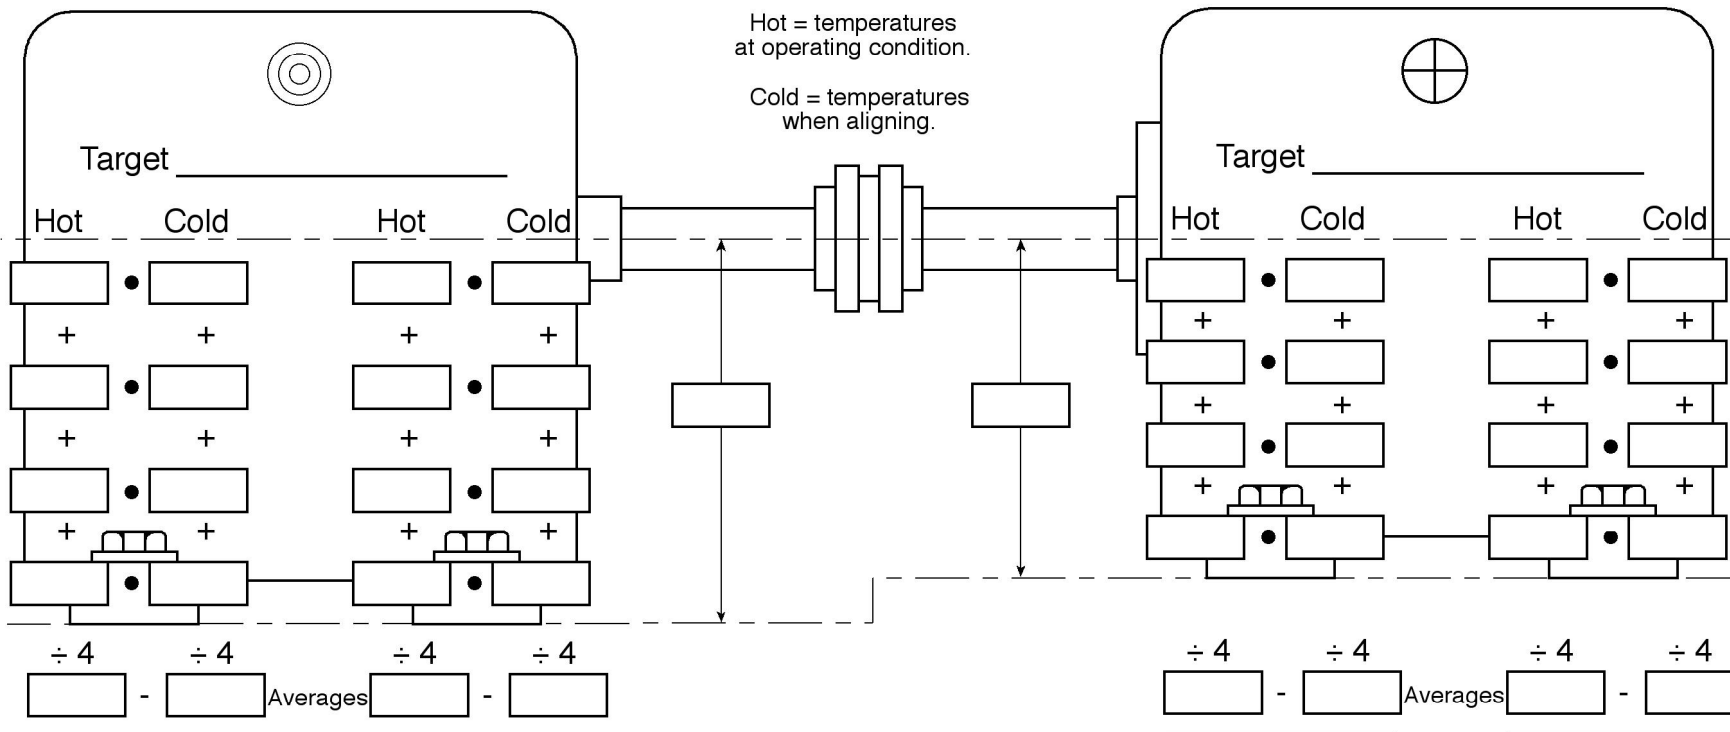 Hot = temperatures
at operating condition.
Cold = temperatures
when aligning.
Target
Target
Hot Cold Hot Cold
Hot Cold Hot Cold
+ + + +
+ + + +
+ + + +
+ + + +
+ + + +
+ + + +
÷ 4 ÷ 4 ÷ 4 ÷ 4
÷ 4 ÷ 4 ÷ 4 ÷ 4
- Averages -
- Averages -